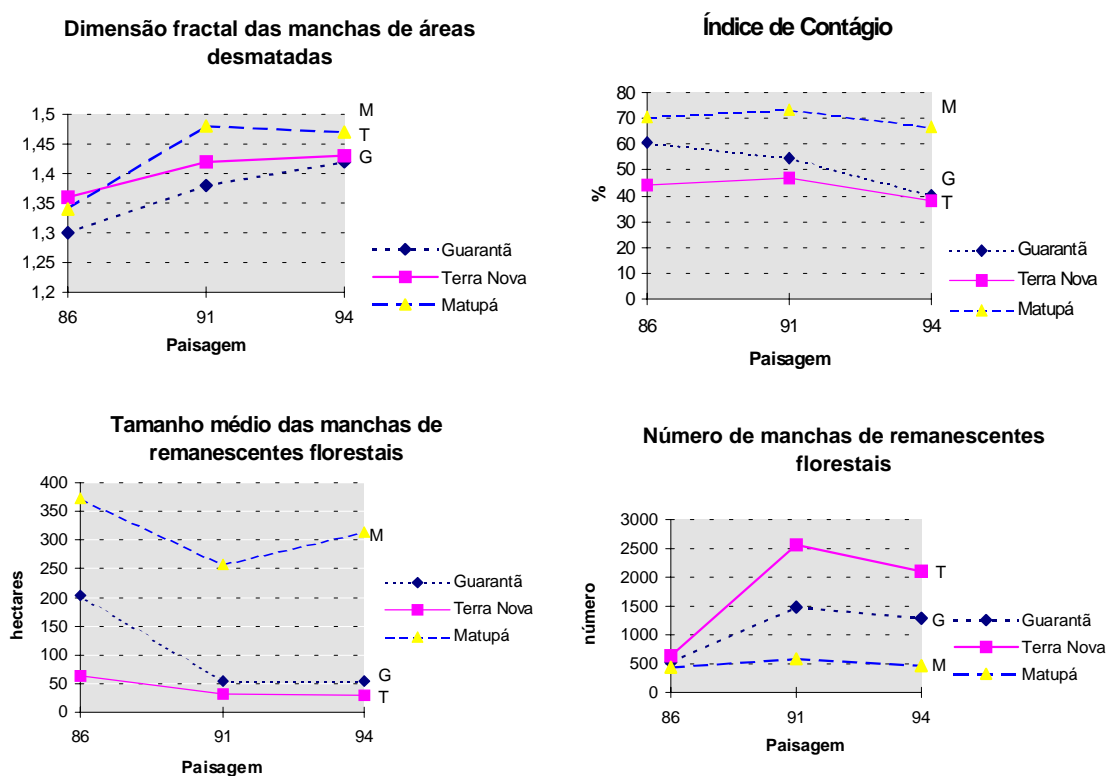 Dimensão fractal das manchas de áreas
desmatadas
1,5
1,45
1,4
1,35
1,3
1,25
1,2
M
T
G
86
91
94
Paisagem
Guarantã
Terra Nova
Matupá
Índice de Contágio
80
70
60
50
40
30
20
10
0
%
M
G
T
86
91
94
Paisagem
Guarantã
Terra Nova
Matupá
Tamanho médio das manchas de
remanescentes florestais
400
350
300
250
200
150
100
50
0
hectares
M
G
T
86
91
94
Paisagem
Guarantã
Terra Nova
Matupá
Número de manchas de remanescentes
florestais
3000
2500
2000
1500
1000
500
0
número
T
G
M
86
91
94
Paisagem
Guarantã
Terra Nova
Matupá